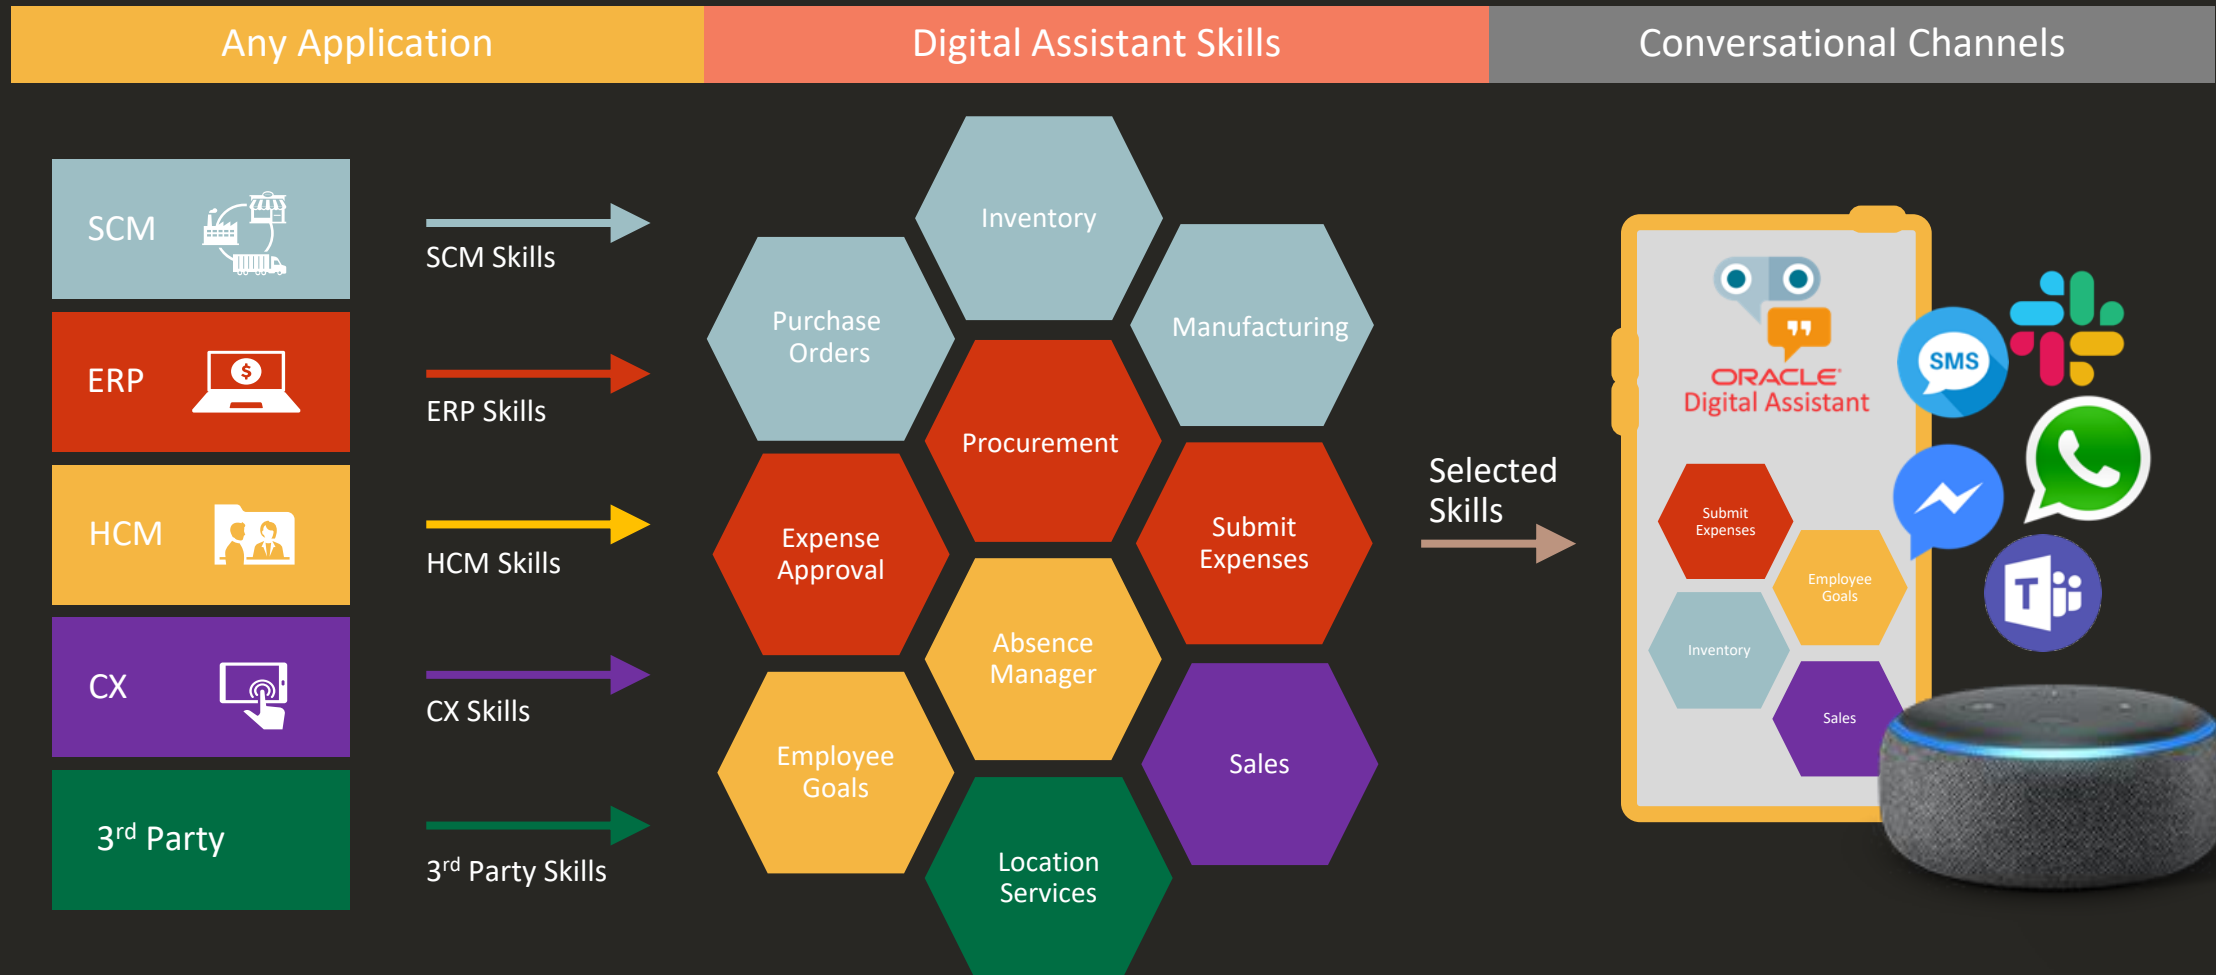 Any Application
Digital Assistant Skills
Conversational Channels
SCM
ERP
HCM
CX
3rd Party
SCM Skills
ERP Skills
HCM Skills
CX Skills
3rd Party Skills
Inventory
Purchase
Orders
Manufacturing
Procurement
Expense
Approval
Submit
Expenses
Absence
Manager
Employee
Goals
Sales
Location
Services
Selected
Skills
ORACLE
Digital Assistant
Submit
Expenses
Employee
Goals
Inventory
Sales
SMS
T